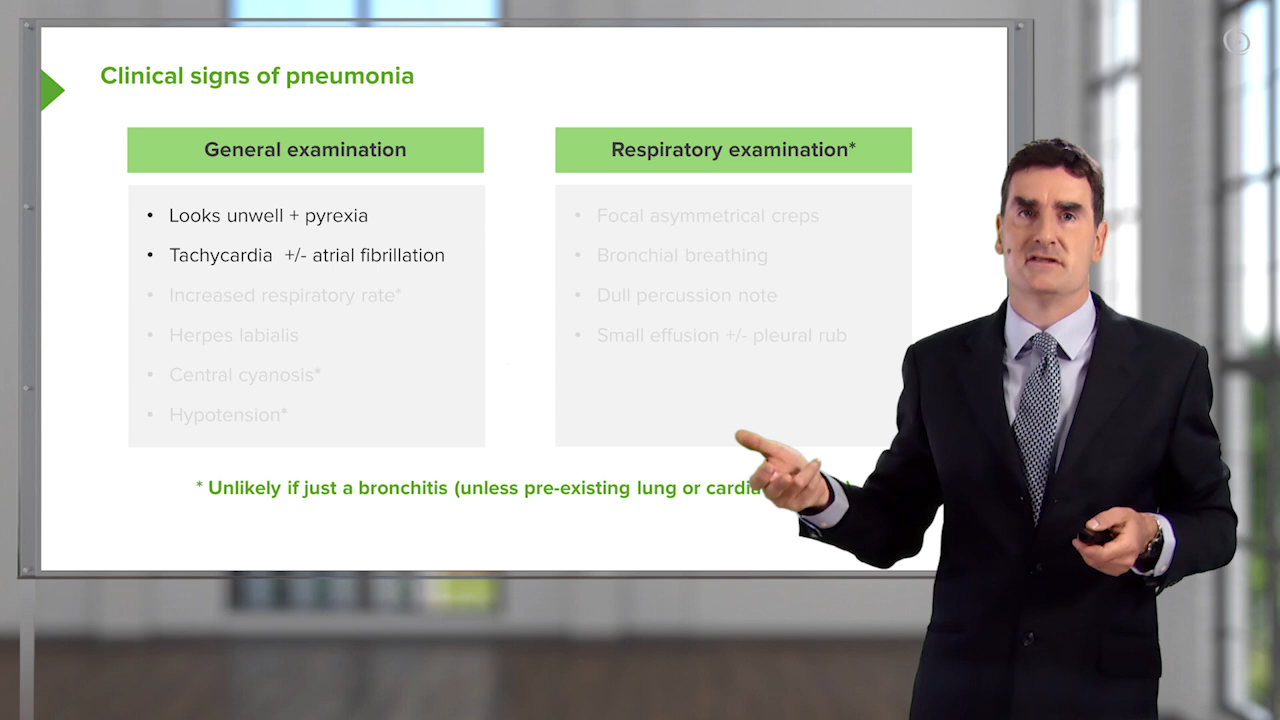 Clinical signs of pneumonia
General examination
• Looks unwell + pyrexia
• Tachycardia +/- atrial fibrillation
• Increased respiratory rate*
• Herpes labialis
• Central cyanosis*
• Hypotension*
Respiratory examination*
• Focal asymmetrical creps
• Bronchial breathing
• Dull percussion note
• Small effusion +/- pleural rub
* Unlikely if just a bronchitis (unless pre-existing lung or